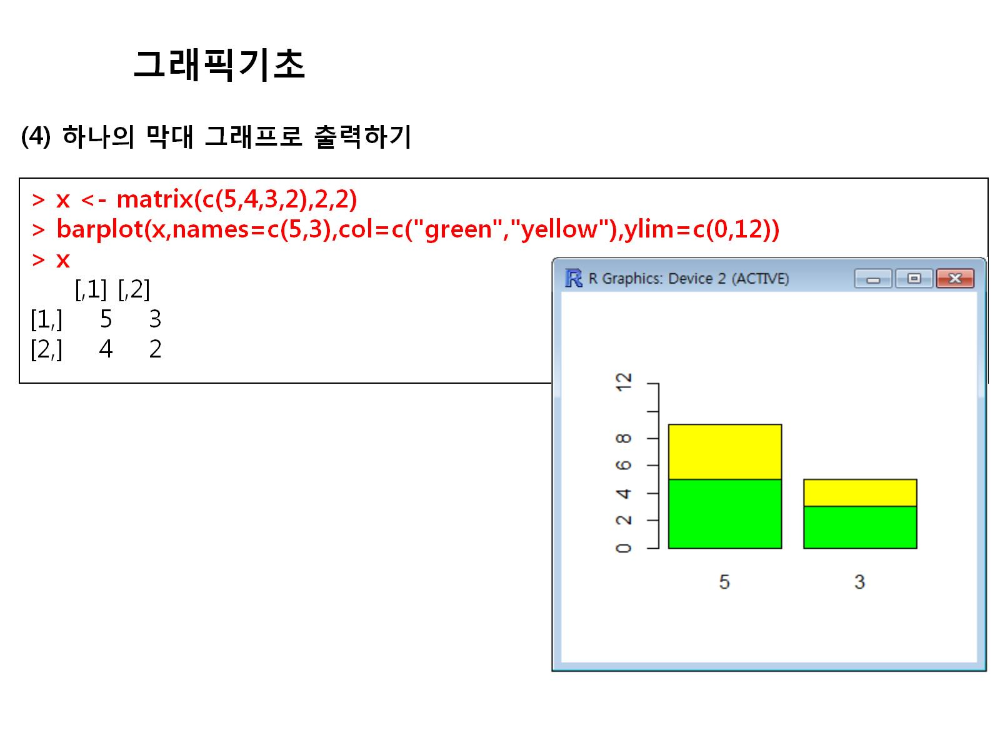 그래픽기초
(4) 하나의 막대 그래프로 출력하기
> x <- matrix(c(5,4,3,2),2,2)
> barplot(x,names=c(5,3),col=c("green","yellow"),ylim=c(0,12))
> x
[,1] [,2]
[1,] 5 3
[2,] 4 2
R Graphics: Device 2 (ACTIVE)
12
8
6
4
2
0
5 3